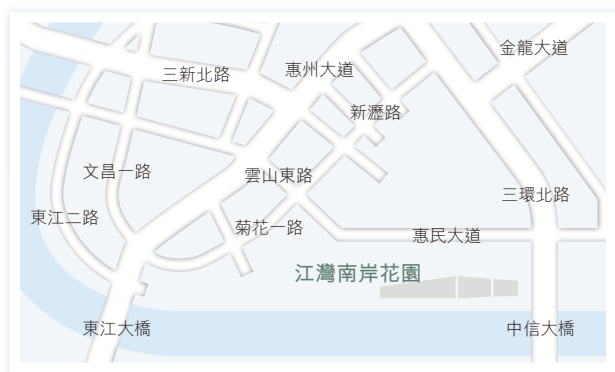 金龍大道
三新北路
惠州大道
新瀝路
文昌一路
雲山東路
三環北路
東江二路
菊花一路
惠民大道
江灣南岸花園
東江大橋
中信大橋